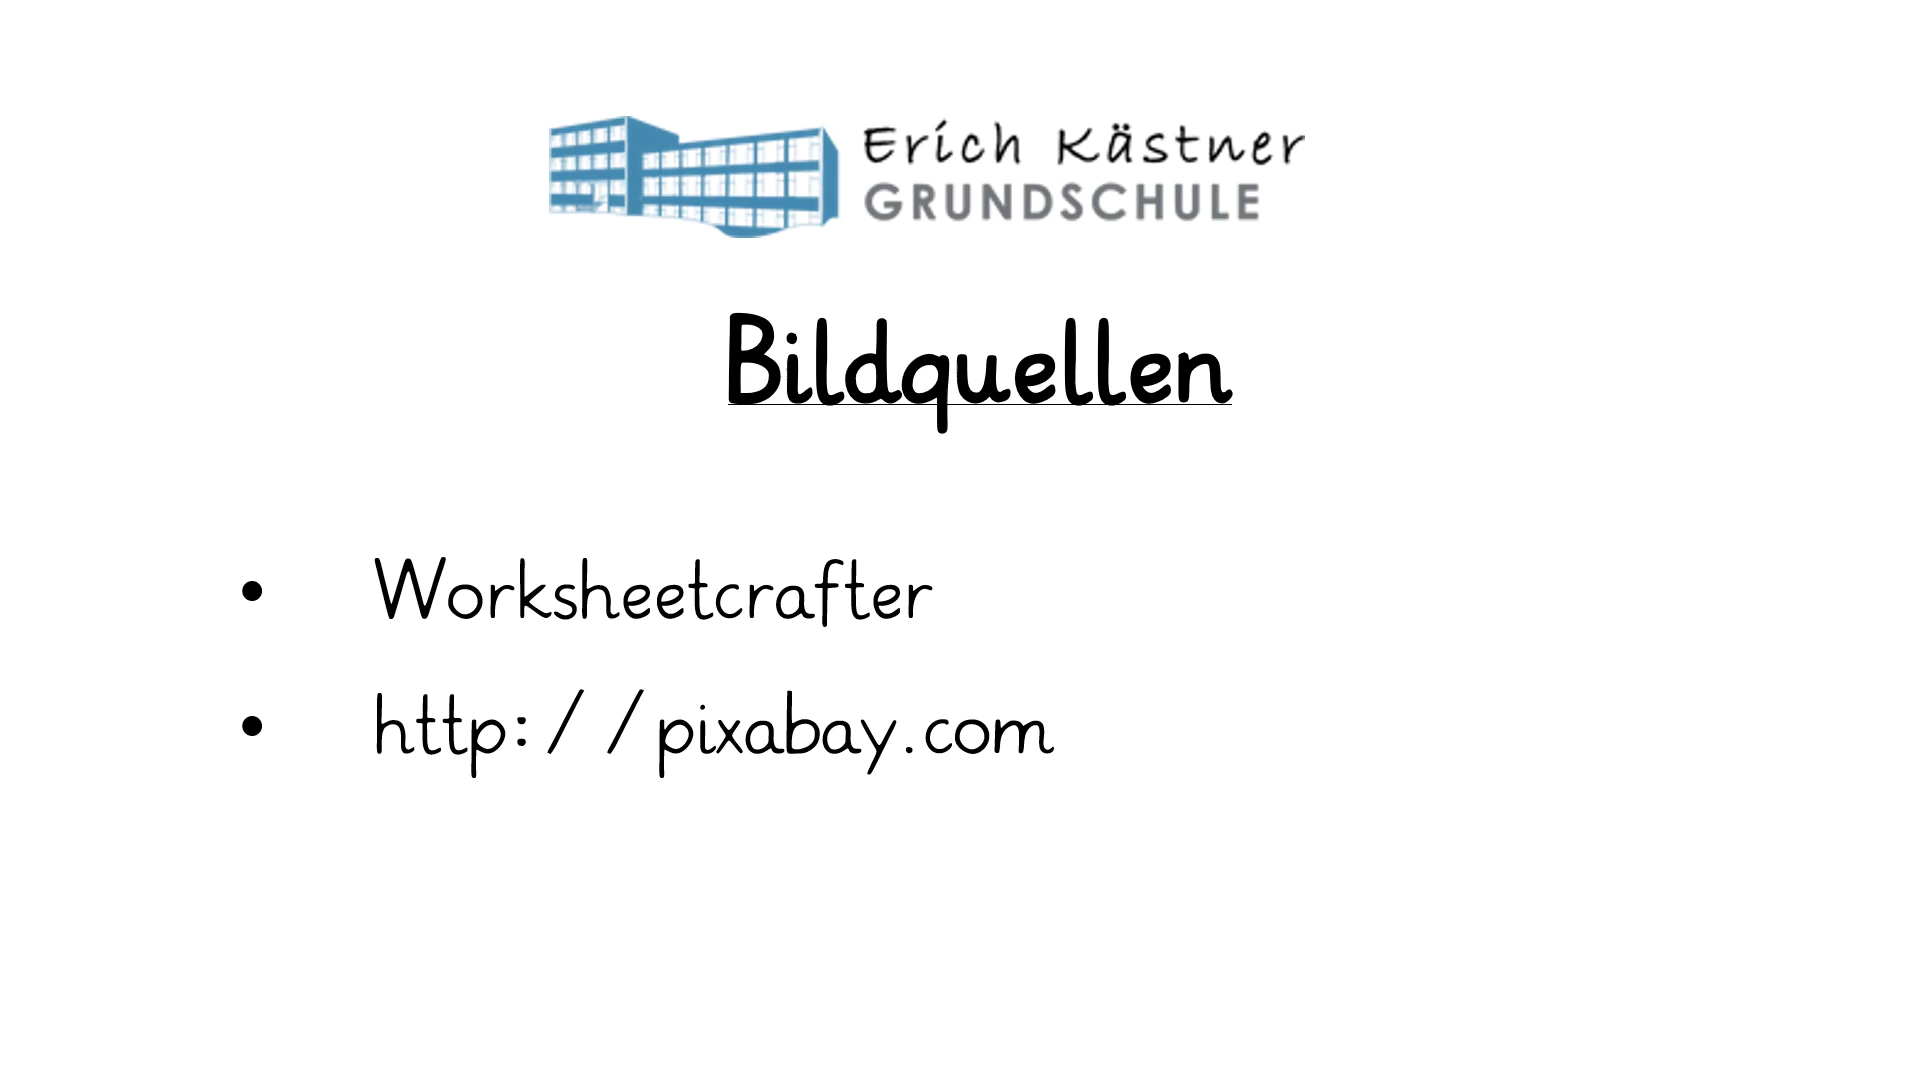 Erich Kästner
GRUNDSCHULE
Bildquellen
• Worksheetcrafter
• http://pixabay.com